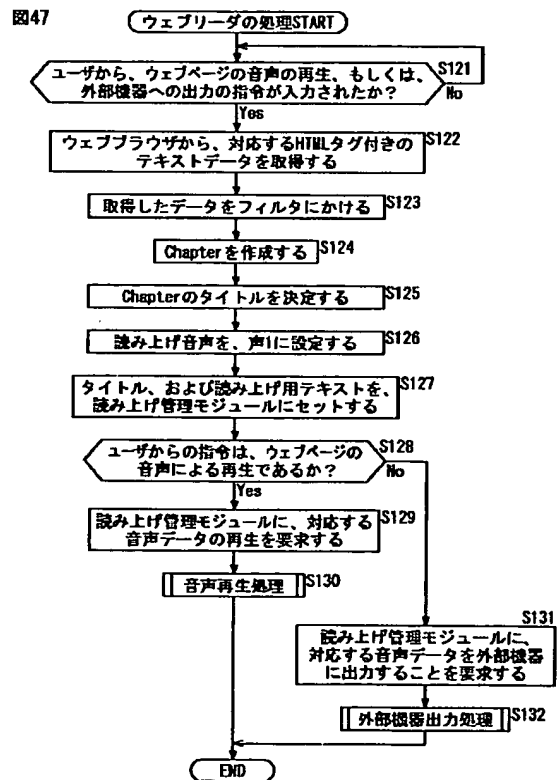 図47
ウェブリーダの処理START
ユーザから、ウェブページの音声の再生、もしくは、
外部機器への出力の指令が入力されたか?
S121
No
Yes
ウェブブラウザから、対応するHTMLタグ付きの
テキストデータを取得する
S122
取得したデータをフィルタにかける
S123
Chapterを作成する
S124
Chapterのタイトルを決定する
S125
読み上げ音声を、声1に設定する
S126
タイトル、および読み上げ用テキストを、
読み上げ管理モジュールにセットする
S127
ユーザからの指令は、ウェブページの
音声による再生であるか?
S128
No
Yes
読み上げ管理モジュールに、対応する
音声データの再生を要求する
S129
音声再生処理
S130
S131
読み上げ管理モジュールに、
対応する音声データを外部機器
に出力することを要求する
外部機器出力処理
S132
END